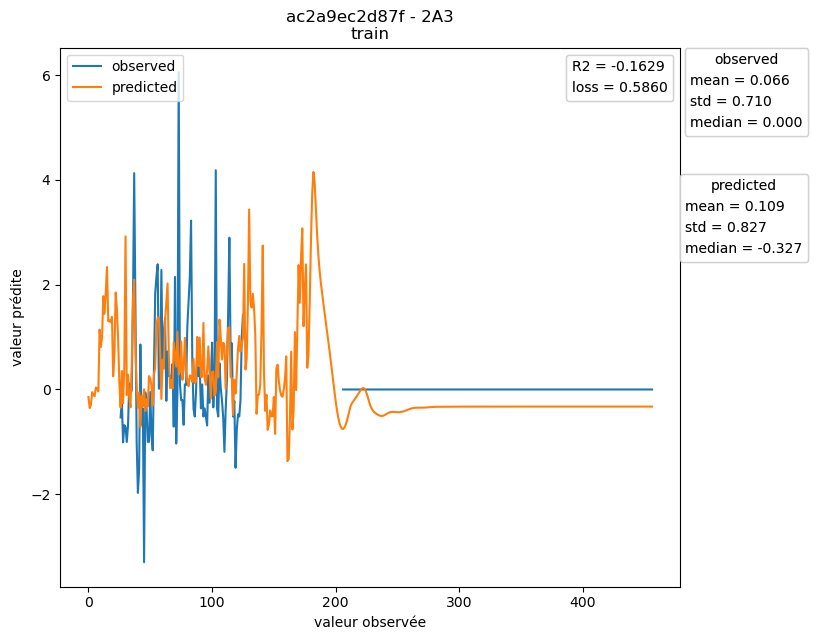 ac2a9ec2d87f - 2A3
train
observed
predicted
R2 = -0.1629
loss = 0.5860
observed
mean = 0.066
std = 0.710
median = 0.000
predicted
mean = 0.109
std = 0.827
median = -0.327
valeur prédite
6
4
2
0
−2
0
100
200
300
400
valeur observée